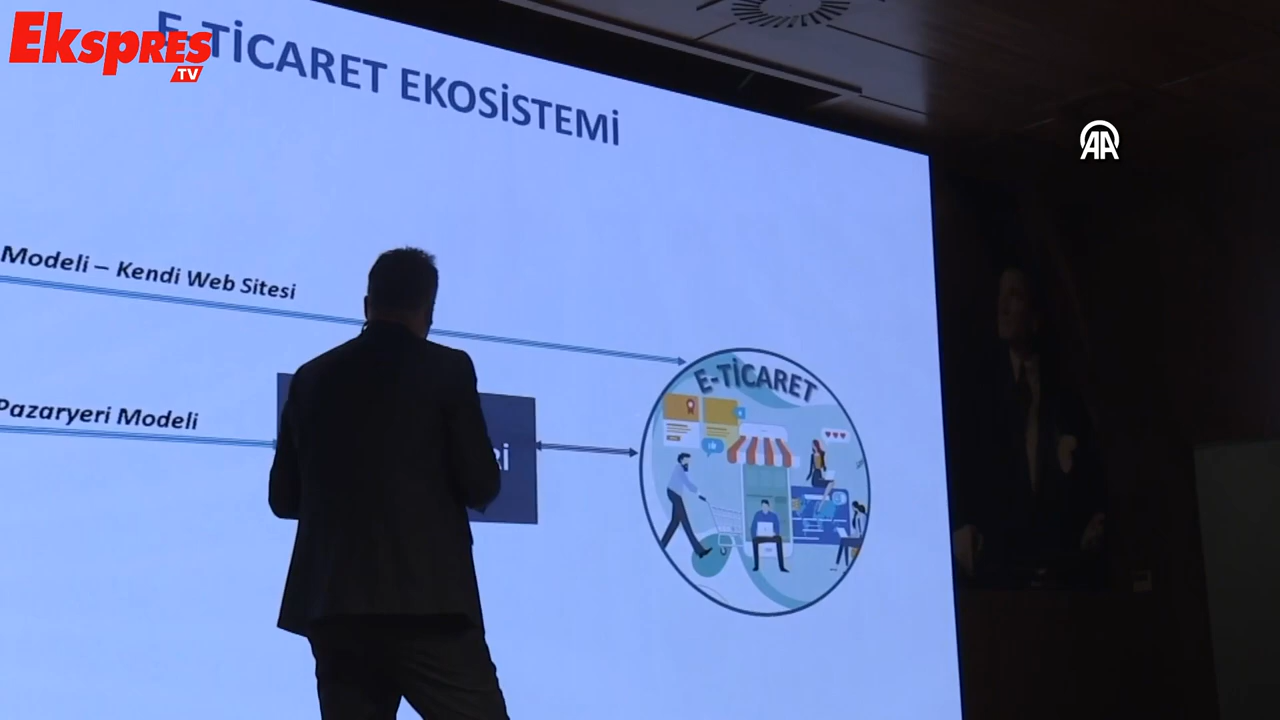 Ekspres
TV
E-TİCARET EKOSİSTEMİ
AA
Modeli – Kendi Web Sitesi
E-TİCARET
Pazaryeri Modeli